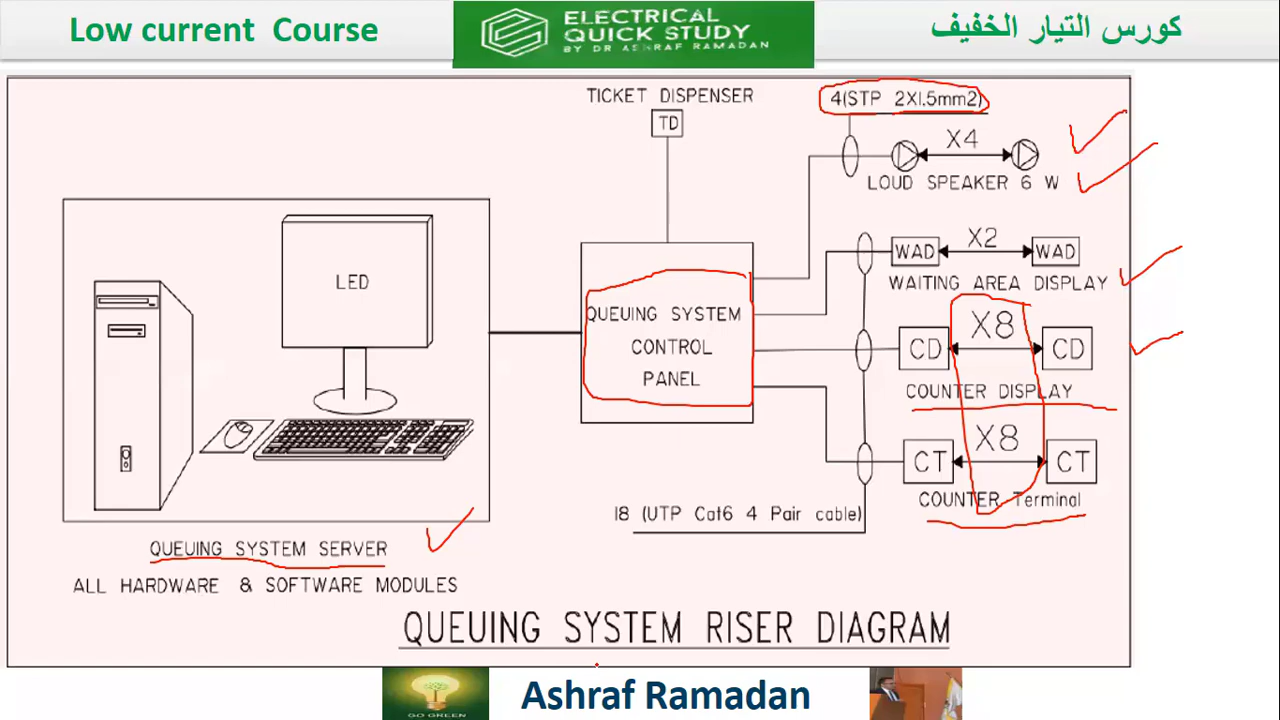 Low current Course
ELECTRICAL
QUICK STUDY
BY DR ASHRAF RAMADAN
كورس التيار الخفيف
TICKET DISPENSER
TD
4(STP 2X1.5mm2)
X4
LOUD SPEAKER 6 W
WAD
X2
WAD
WAITING AREA DISPLAY
LED
QUEUING SYSTEM
CONTROL
PANEL
CD
X8
CD
COUNTER DISPLAY
CT
X8
CT
COUNTER Terminal
18 (UTP Cat6 4 Pair cable)
QUEUING SYSTEM SERVER
ALL HARDWARE & SOFTWARE MODULES
QUEUING SYSTEM RISER DIAGRAM
GO GREEN
Ashraf Ramadan